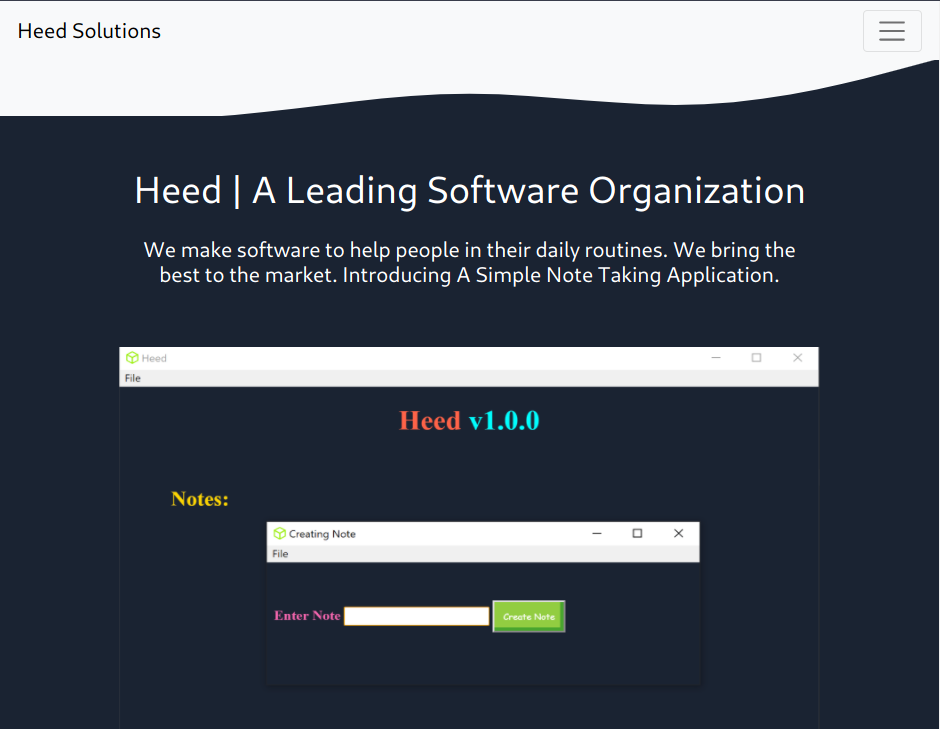 Heed Solutions
Heed | A Leading Software Organization
We make software to help people in their daily routines. We bring the
best to the market. Introducing A Simple Note Taking Application.
Heed
File
Heed v1.0.0
Notes:
Creating Note
File
Enter Note
Create Note